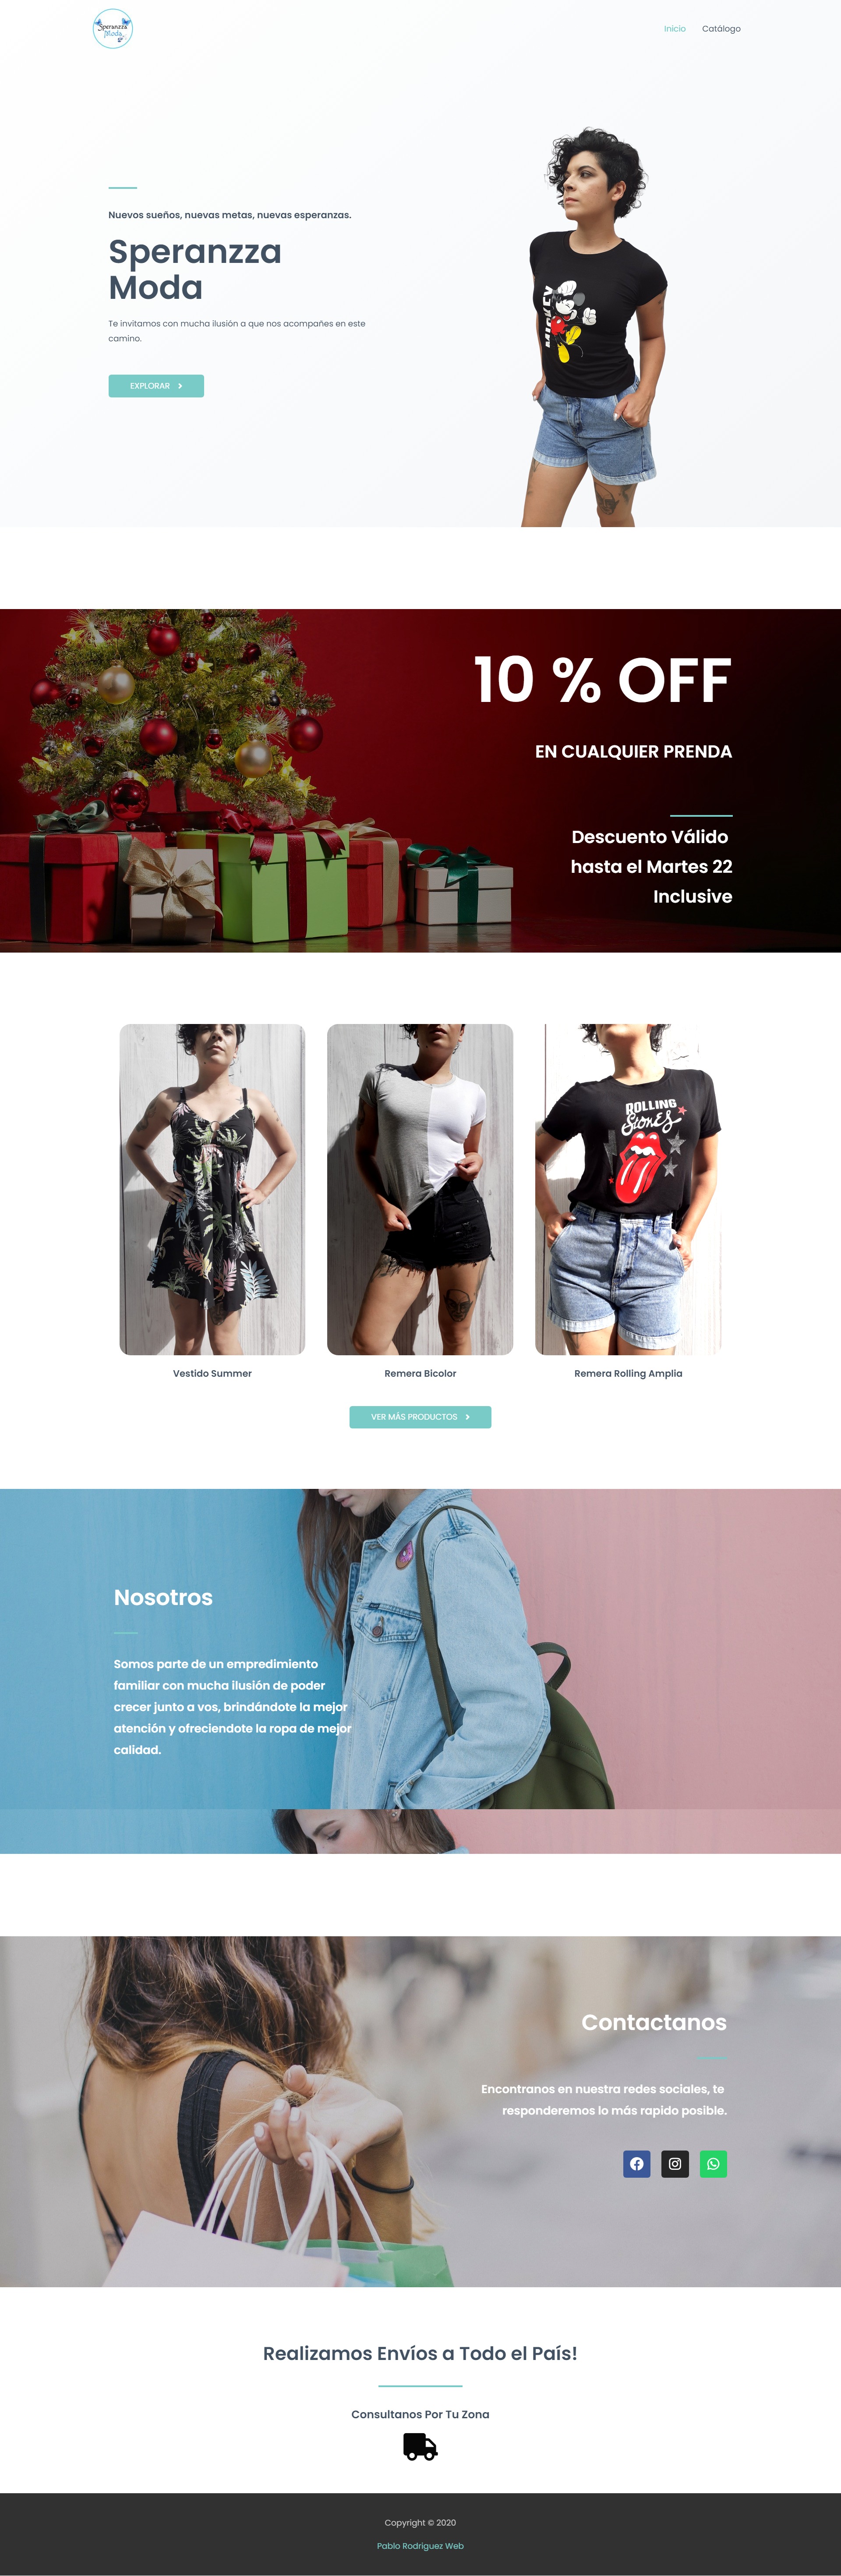 Speranzza
Moda
Inicio
Catálogo
Nuevos sueños, nuevas metas, nuevas esperanzas.
Speranzza
Moda
Te invitamos con mucha ilusión a que nos acompañes en este
camino.
EXPLORAR
MICKEY
10 % OFF
EN CUALQUIER PRENDA
Descuento Válido
hasta el Martes 22
Inclusive
ROLLING
Stones
Vestido Summer
Remera Bicolor
Remera Rolling Amplia
VER MÁS PRODUCTOS
Nosotros
Somos parte de un empredimiento
familiar con mucha ilusión de poder
crecer junto a vos, brindándote la mejor
atención y ofreciendote la ropa de mejor
calidad.
Contactanos
Encontranos en nuestra redes sociales, te
responderemos lo más rapido posible.
Realizamos Envíos a Todo el País!
Consultanos Por Tu Zona
Copyright © 2020
Pablo Rodriguez Web